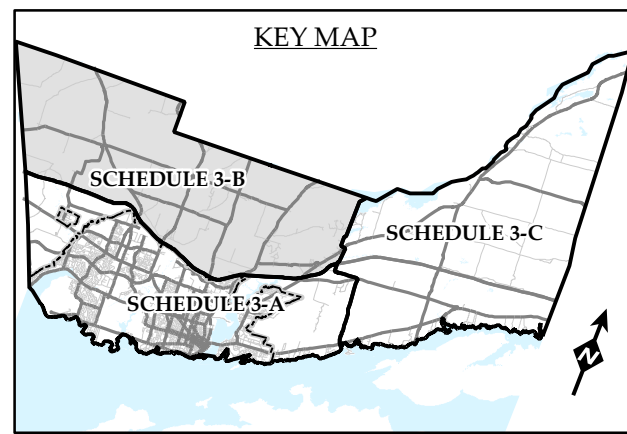 KEY MAP
SCHEDULE 3-B
SCHEDULE 3-C
SCHEDULE 3-A
N